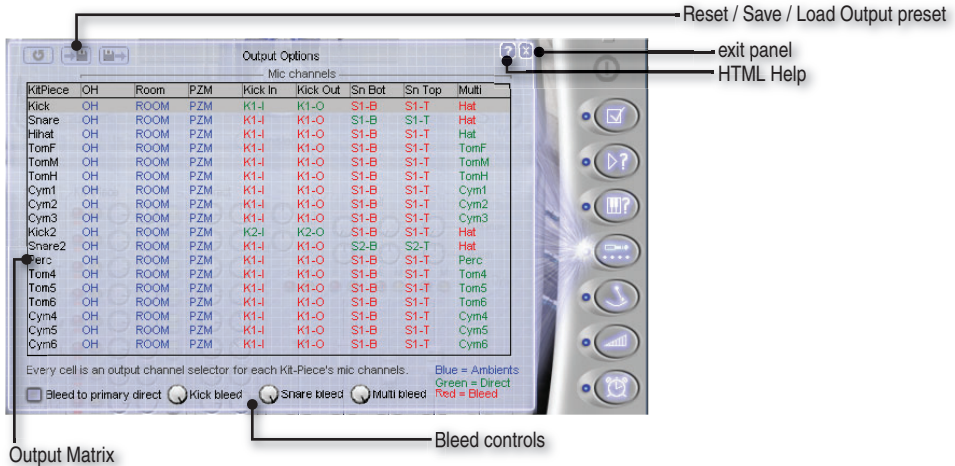 Reset / Save / Load Output preset
exit panel
HTML Help
Output Options
? x
Mic channels
KitPiece OH Room PZM Kick In Kick Out Sn Bot Sn Top Multi
Kick OH ROOM PZM K1-I K1-O S1-B S1-T Hat
Snare OH ROOM PZM K1-I K1-O S1-B S1-T Hat
Hihat OH ROOM PZM K1-I K1-O S1-B S1-T Hat
TomF OH ROOM PZM K1-I K1-O S1-B S1-T TomF
TomM OH ROOM PZM K1-I K1-O S1-B S1-T TomM
TomH OH ROOM PZM K1-I K1-O S1-B S1-T TomH
Cym1 OH ROOM PZM K1-I K1-O S1-B S1-T Cym1
Cym2 OH ROOM PZM K1-I K1-O S1-B S1-T Cym2
Cym3 OH ROOM PZM K1-I K1-O S1-B S1-T Cym3
Kick2 OH ROOM PZM K2-I K2-O S1-B S1-T Hat
Snare2 OH ROOM PZM K1-I K1-O S2-B S2-T Hat
Perc OH ROOM PZM K1-I K1-O S1-B S1-T Perc
Tom4 OH ROOM PZM K1-I K1-O S1-B S1-T Tom4
Tom5 OH ROOM PZM K1-I K1-O S1-B S1-T Tom5
Tom6 OH ROOM PZM K1-I K1-O S1-B S1-T Tom6
Cym4 OH ROOM PZM K1-I K1-O S1-B S1-T Cym4
Cym5 OH ROOM PZM K1-I K1-O S1-B S1-T Cym5
Cym6 OH ROOM PZM K1-I K1-O S1-B S1-T Cym6
Every cell is an output channel selector for each Kit-Piece's mic channels.
Blue = Ambients
Green = Direct
Red = Bleed
Bleed to primary direct Kick bleed Snare bleed Multi bleed
?
?
Bleed controls
Output Matrix